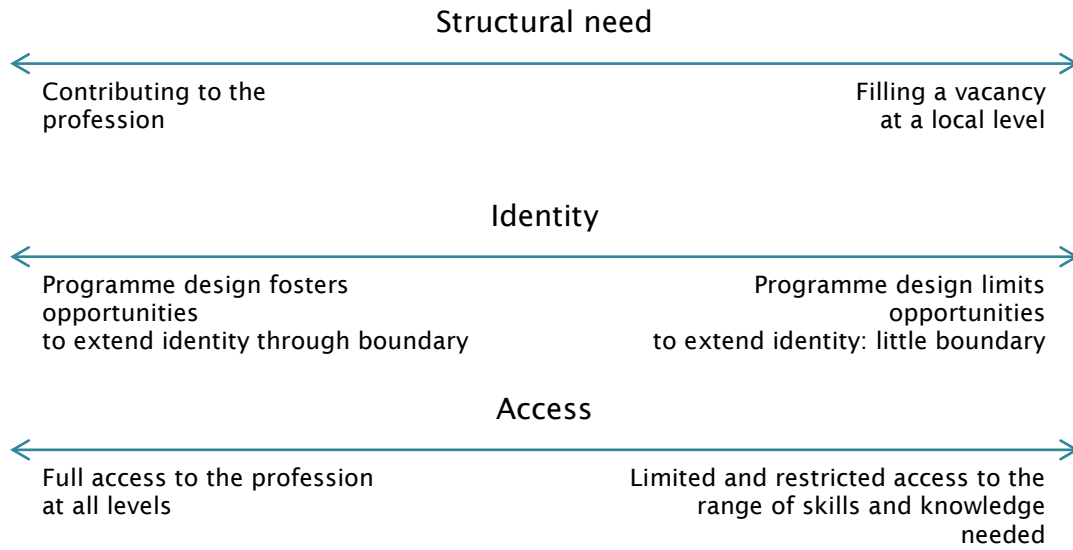 Structural need
Contributing to the
profession
Filling a vacancy
at a local level
Identity
Programme design fosters
opportunities
to extend identity through boundary
Programme design limits
opportunities
to extend identity: little boundary
Access
Full access to the profession
at all levels
Limited and restricted access to the
range of skills and knowledge
needed